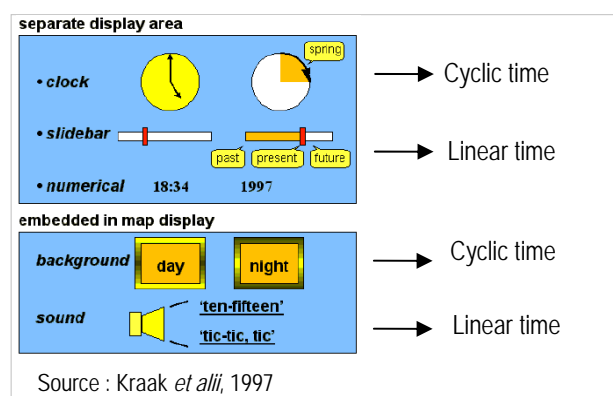 separate display area
spring
• clock
Cyclic time
• slidebar
past present future
Linear time
• numerical 18:34 1997
embedded in map display
background day night
Cyclic time
'ten-fifteen'
sound
'tic-tic, tic'
Linear time
Source : Kraak et alii, 1997